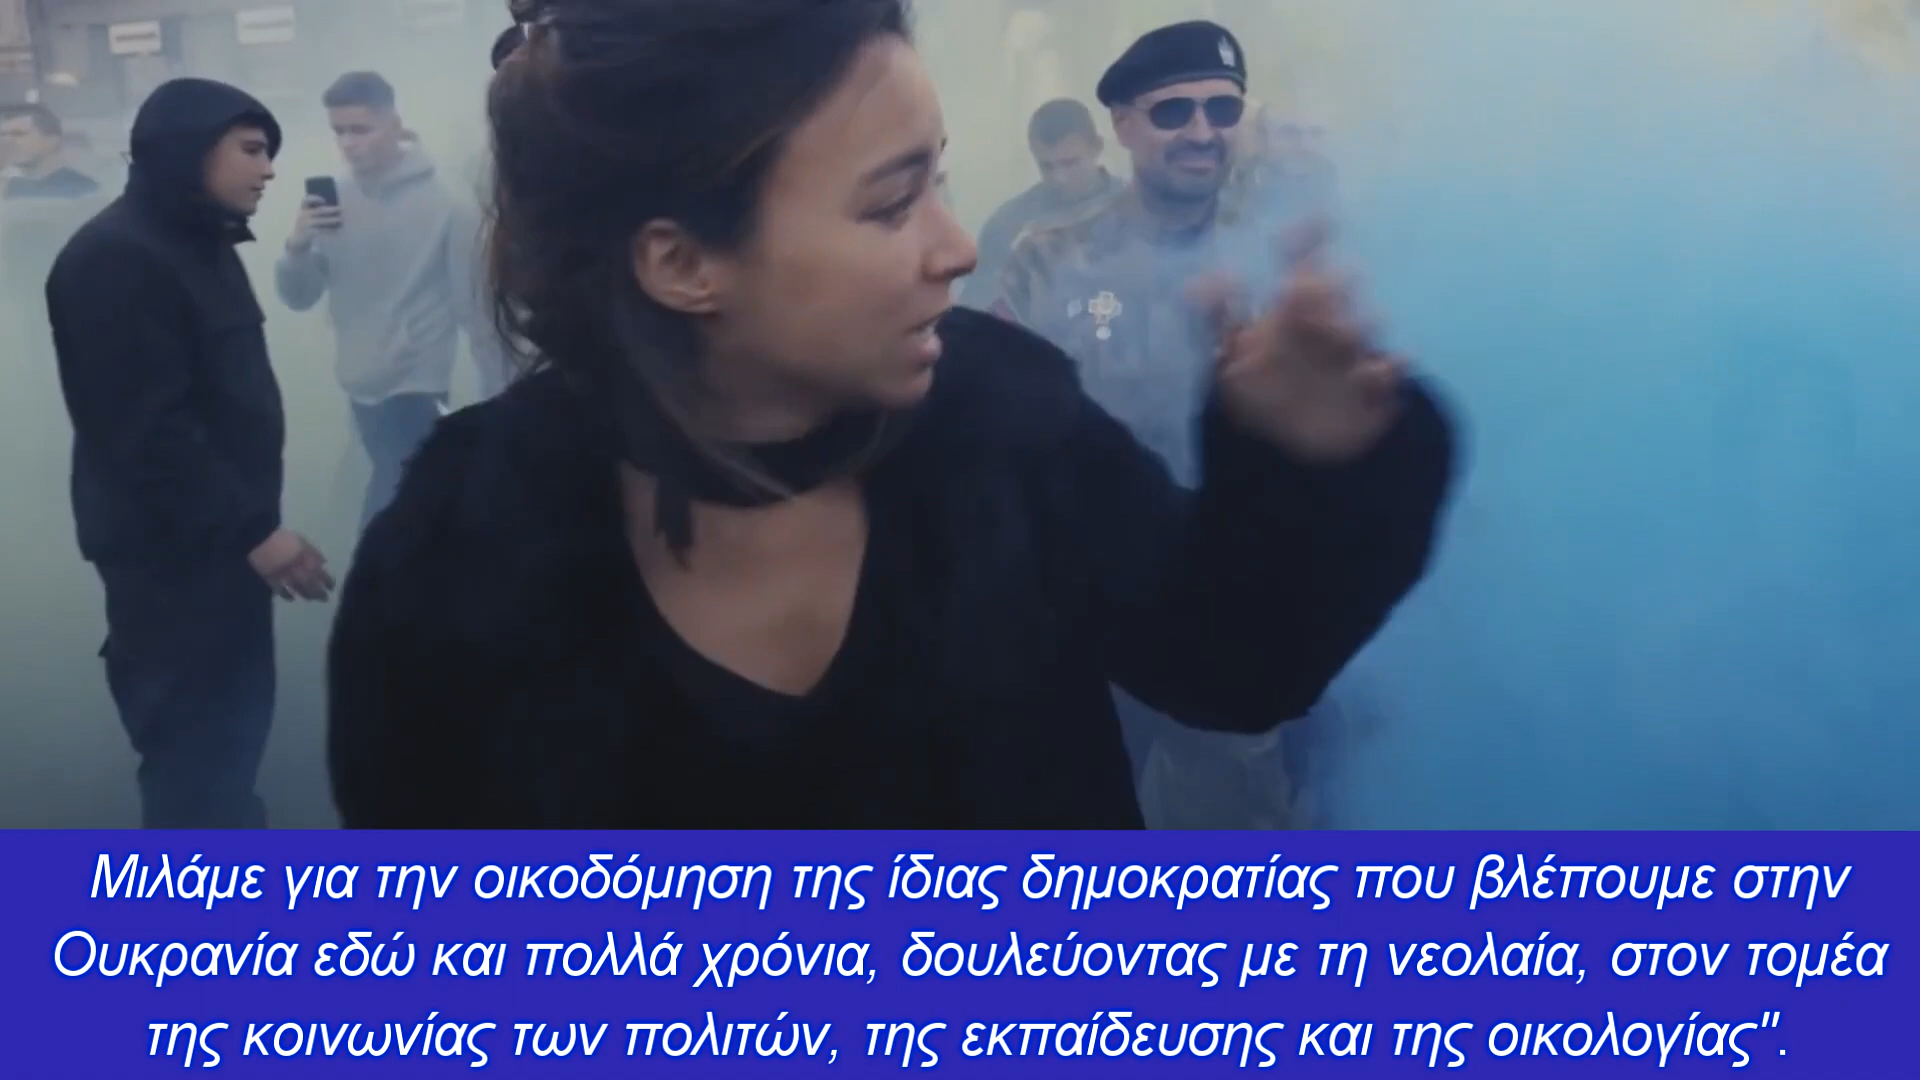 Μιλάμε για την οικοδόμηση της ίδιας δημοκρατίας που βλέπουμε στην
Ουκρανία εδώ και πολλά χρόνια, δουλεύοντας με τη νεολαία, στον τομέα
της κοινωνίας των πολιτών, της εκπαίδευσης και της οικολογίας".